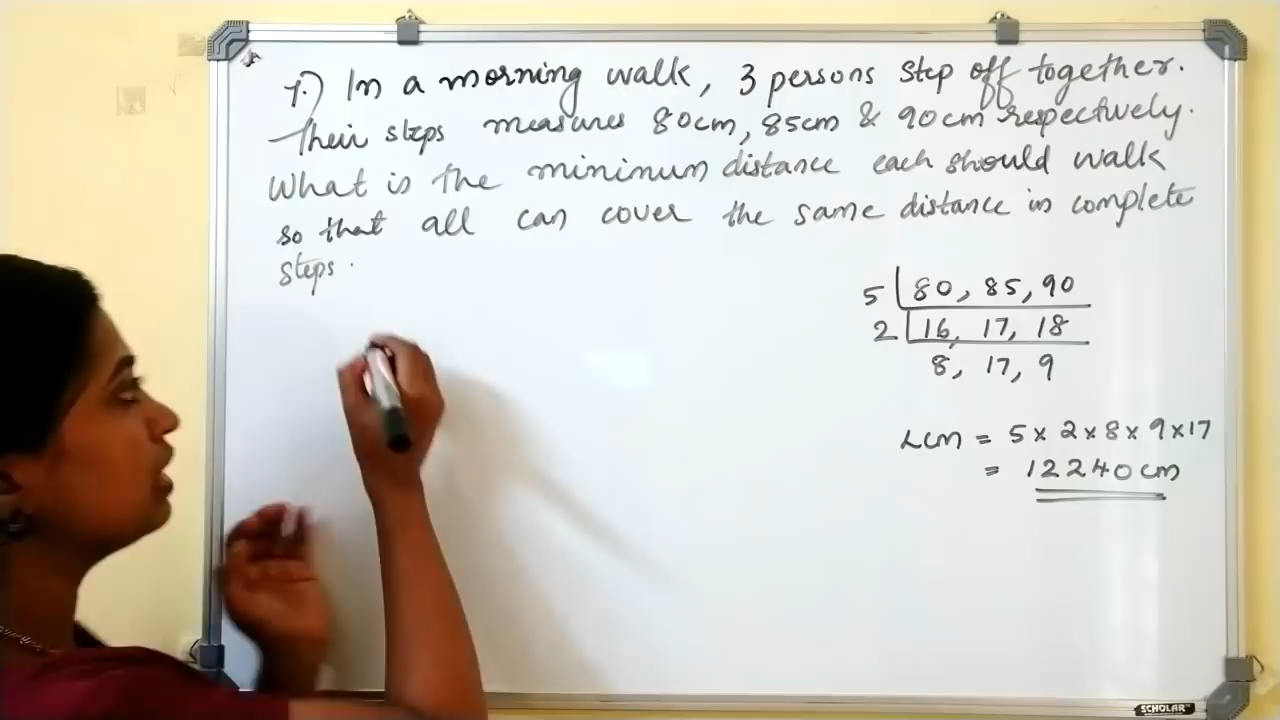 7.) In a morning walk, 3 persons step off together.
Their steps measures 80cm, 85cm & 90cm respectively.
What is the minimum distance each should walk
so that all can cover the same distance in complete
steps.
5 | 80, 85, 90
2 | 16, 17, 18
8, 17, 9
LCM = 5 x 2 x 8 x 9 x 17
= 12240 cm
SCHOLAR